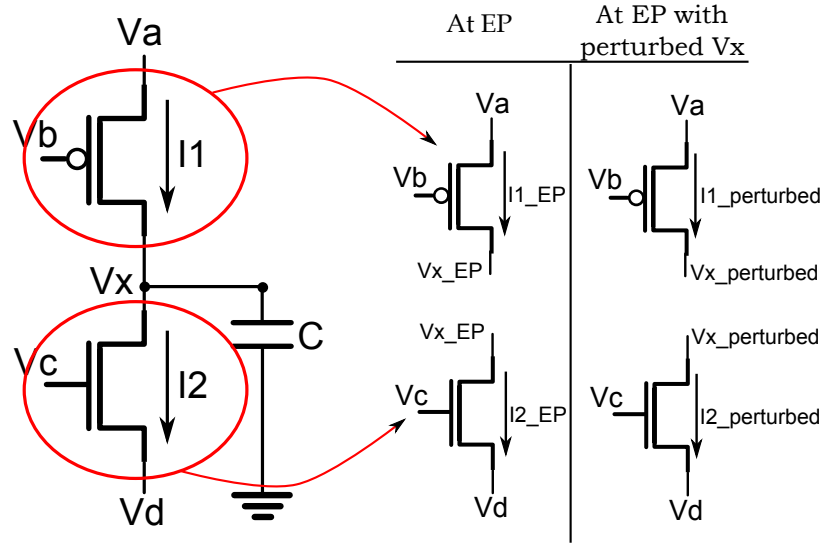 Va
Vb
I1
Vx
C
Vc
I2
Vd
At EP
At EP with
perturbed Vx
Va
Vb
I1_EP
Vx_EP
Vx_EP
Vc
I2_EP
Vd
Va
Vb
I1_perturbed
Vx_perturbed
Vx_perturbed
Vc
I2_perturbed
Vd